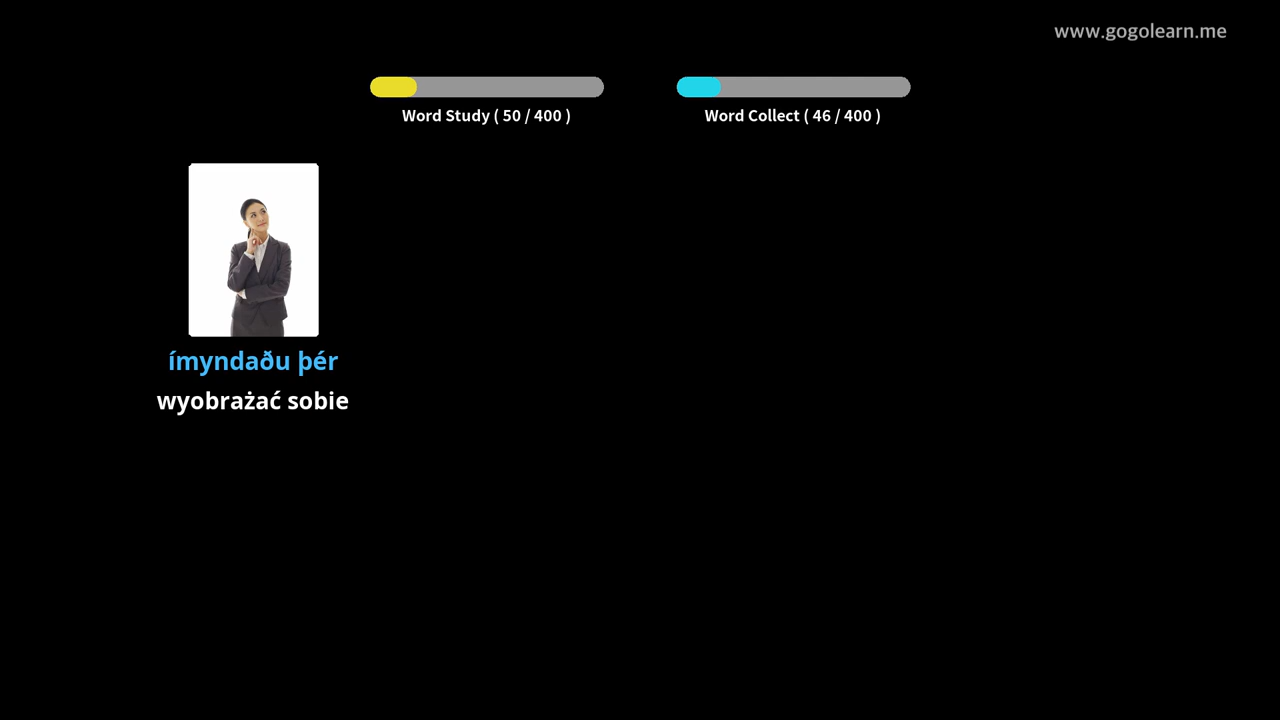 www.gogolearn.me
Word Study ( 50 / 400 )
Word Collect ( 46 / 400 )
ímyndaðu þér
wyobrażać sobie